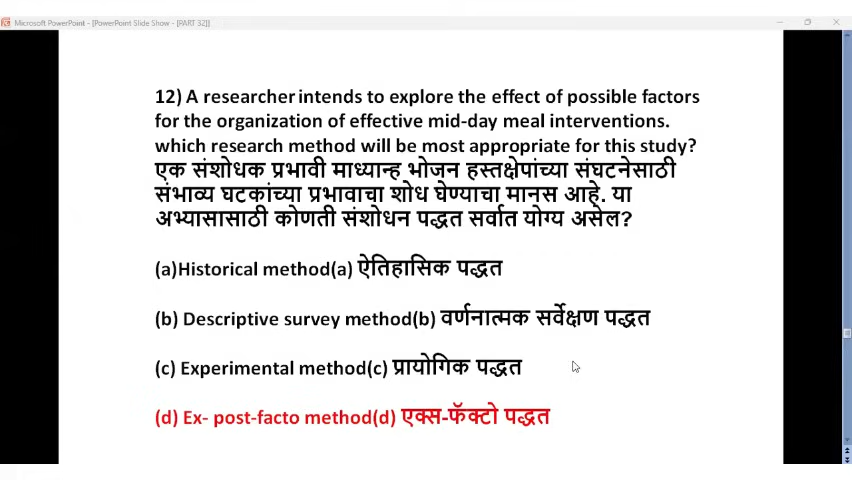 Microsoft PowerPoint - [PowerPoint Slide Show - [PART 32]]
12) A researcher intends to explore the effect of possible factors
for the organization of effective mid-day meal interventions.
which research method will be most appropriate for this study?
एक संशोधक प्रभावी माध्यान्ह भोजन हस्तक्षेपांच्या संघटनेसाठी
संभाव्य घटकांच्या प्रभावाचा शोध घेण्याचा मानस आहे. या
अभ्यासासाठी कोणती संशोधन पद्धत सर्वात योग्य असेल?
(a)Historical method(a) ऐतिहासिक पद्धत
(b) Descriptive survey method(b) वर्णनात्मक सर्वेक्षण पद्धत
(c) Experimental method(c) प्रायोगिक पद्धत
(d) Ex- post-facto method(d) एक्स-फॅक्टो पद्धत